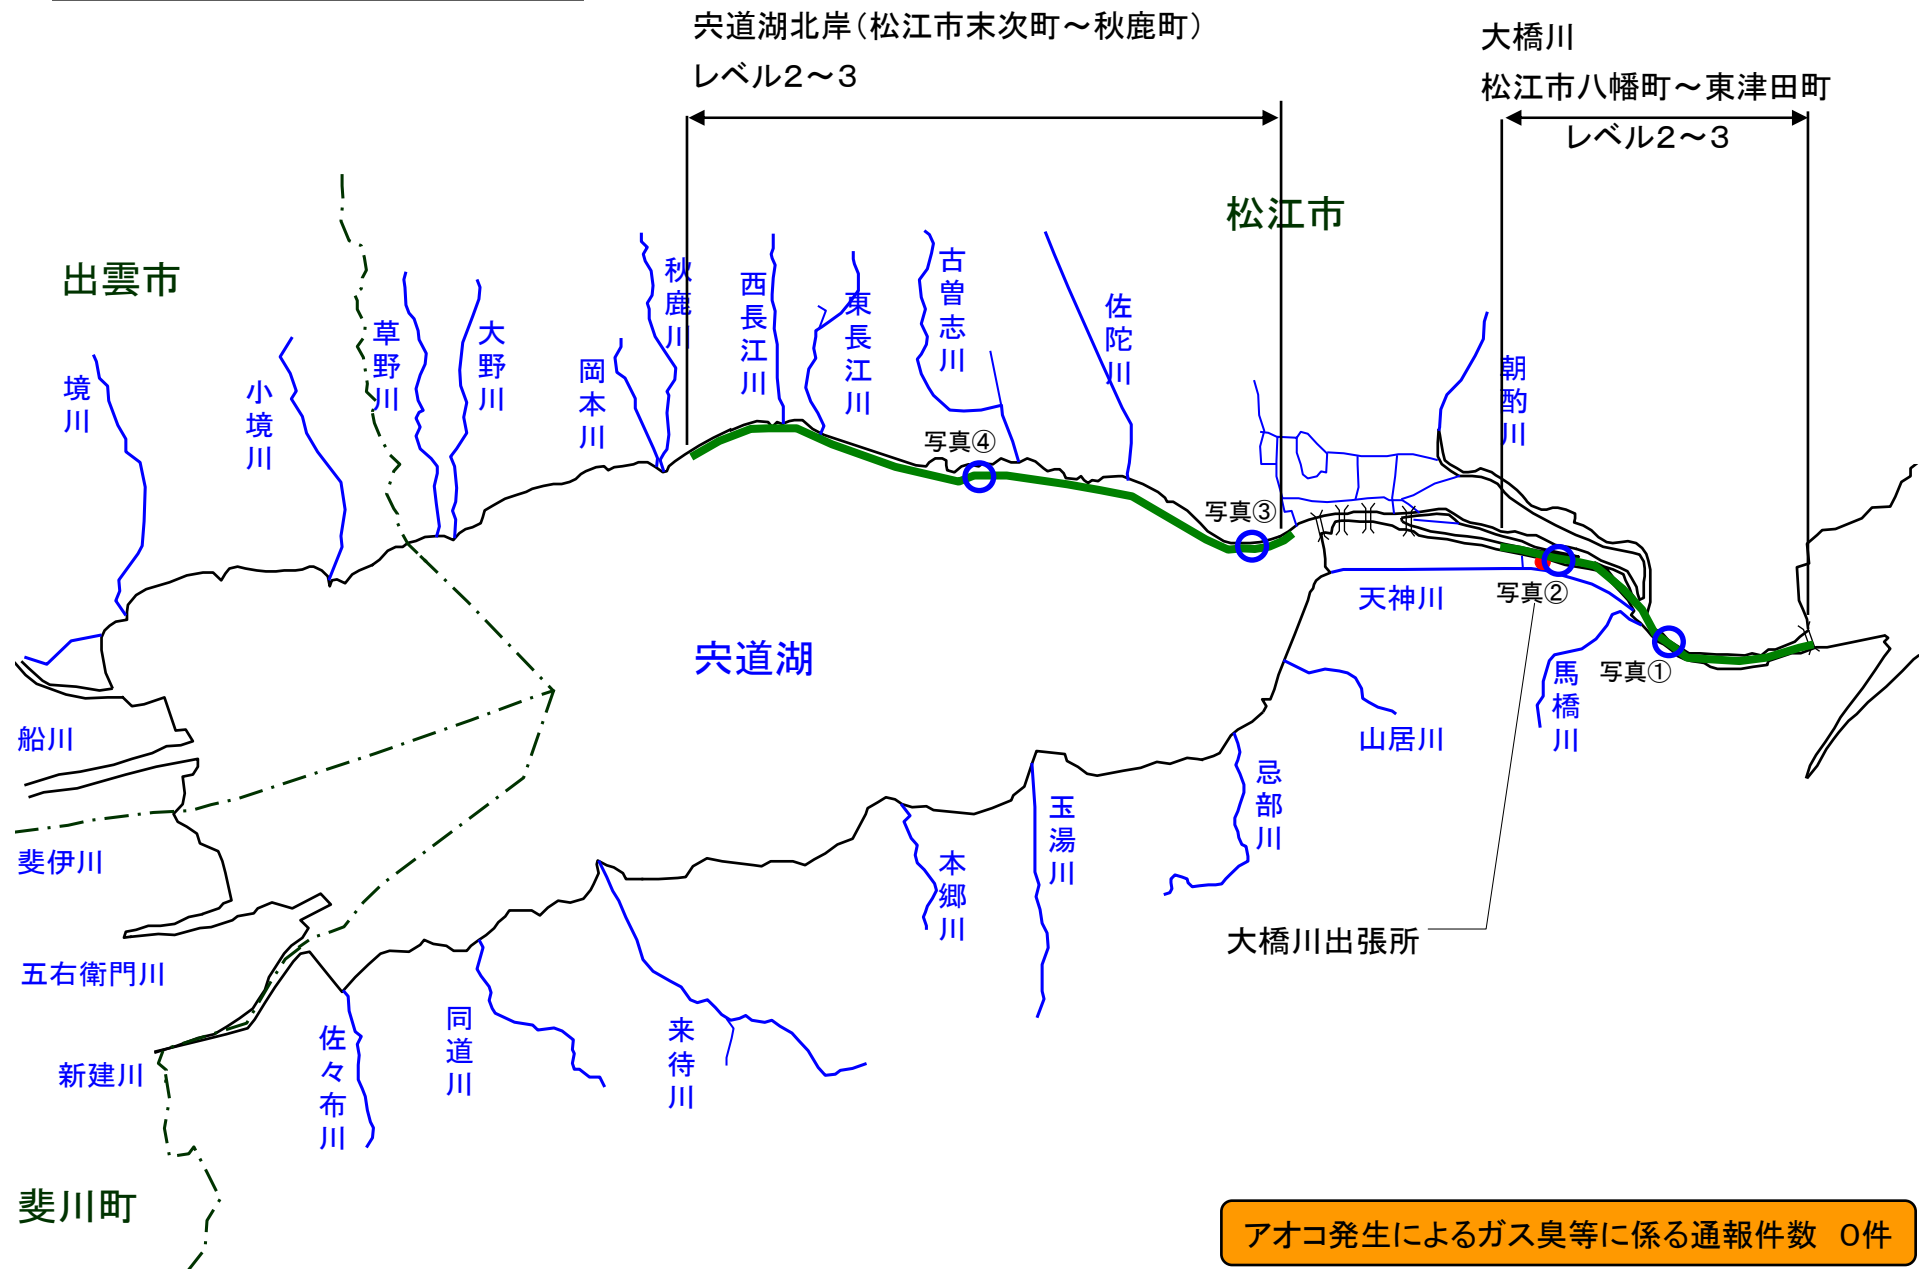 宍道湖北岸（松江市末次町～秋鹿町）
レベル２～３
大橋川
松江市八幡町～東津田町
レベル２～３
松江市
出雲市
境川
小境川
草野川
大野川
岡本川
秋鹿川
西長江川
東長江川
古曽志川
佐陀川
朝酌川
写真④
写真③
写真②
写真①
天神川
馬橋川
山居川
宍道湖
船川
斐伊川
五右衛門川
新建川
佐々布川
同道川
来待川
本郷川
玉湯川
忌部川
大橋川出張所
斐川町
アオコ発生によるガス臭等に係る通報件数　０件